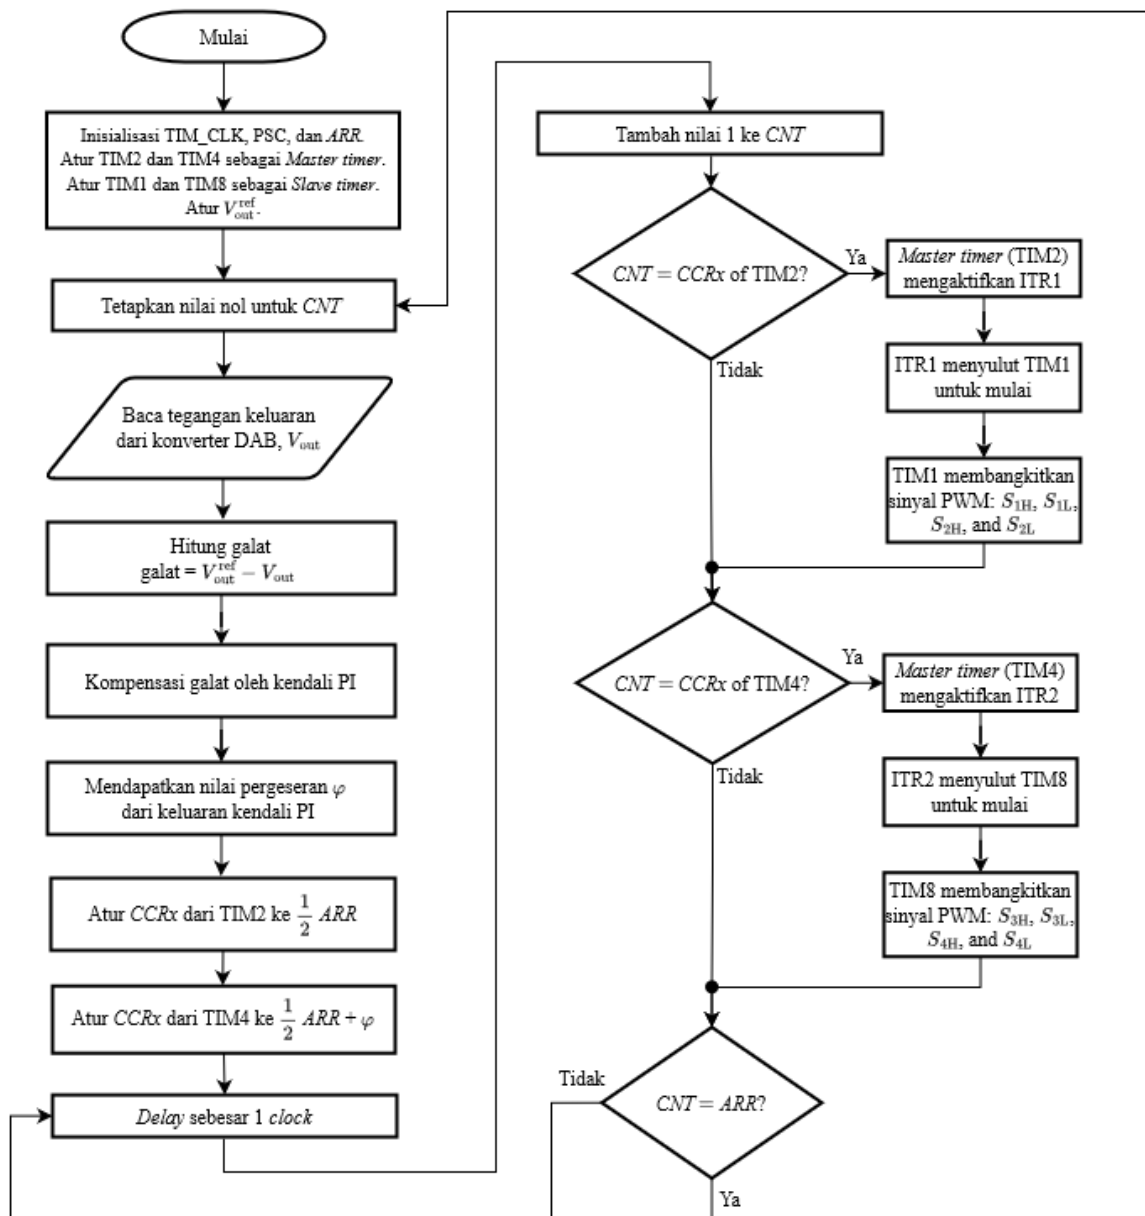 Mulai
Inisialisasi TIM_CLK, PSC, dan ARR.
Atur TIM2 dan TIM4 sebagai Master timer.
Atur TIM1 dan TIM8 sebagai Slave timer.
Atur V_out^ref.
Tetapkan nilai nol untuk CNT
Baca tegangan keluaran
dari konverter DAB, V_out
Hitung galat
galat = V_out^ref − V_out
Kompensasi galat oleh kendali PI
Mendapatkan nilai pergeseran φ
dari keluaran kendali PI
Atur CCRx dari TIM2 ke 1/2 ARR
Atur CCRx dari TIM4 ke 1/2 ARR + φ
Delay sebesar 1 clock
Tambah nilai 1 ke CNT
CNT = CCRx of TIM2?
Ya
Tidak
Master timer (TIM2)
mengaktifkan ITR1
ITR1 menyulut TIM1
untuk mulai
TIM1 membangkitkan
sinyal PWM: S_1H, S_1L,
S_2H, and S_2L
CNT = CCRx of TIM4?
Ya
Tidak
Master timer (TIM4)
mengaktifkan ITR2
ITR2 menyulut TIM8
untuk mulai
TIM8 membangkitkan
sinyal PWM: S_3H, S_3L,
S_4H, and S_4L
CNT = ARR?
Tidak
Ya